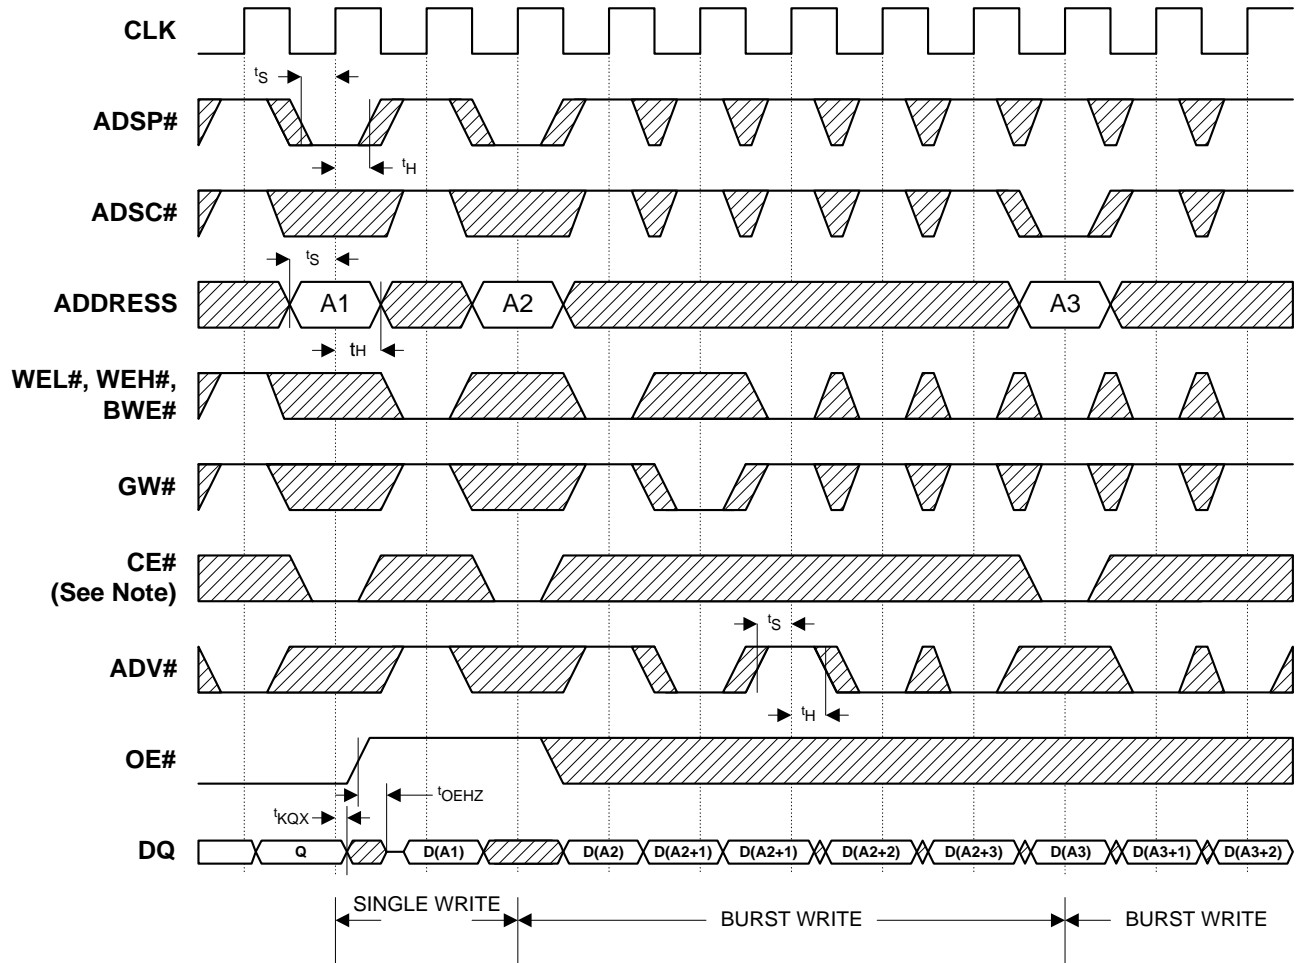 CLK
tS
ADSP#
tH
ADSC#
tS
ADDRESS A1 A2 A3
tH
WEL#, WEH#,
BWE#
GW#
CE#
(See Note)
tS
ADV#
tH
OE#
tOEHZ
tKQX
DQ Q D(A1) D(A2) D(A2+1) D(A2+1) D(A2+2) D(A2+3) D(A3) D(A3+1) D(A3+2)
SINGLE WRITE BURST WRITE BURST WRITE